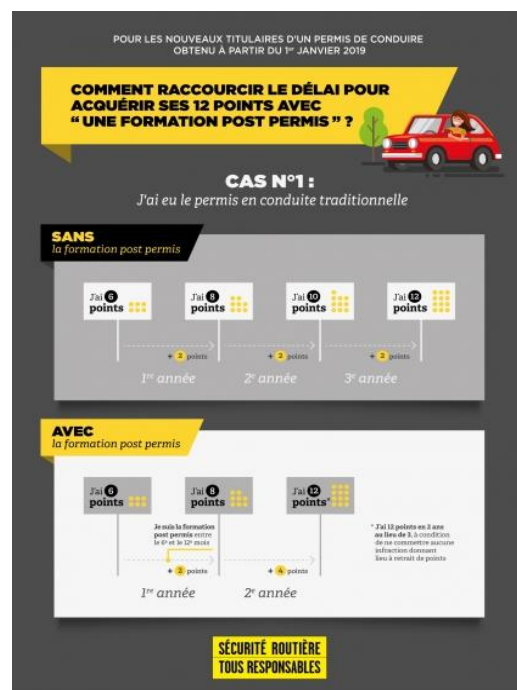 POUR LES NOUVEAUX TITULAIRES D'UN PERMIS DE CONDUIRE
OBTENU À PARTIR DU 1er JANVIER 2019
COMMENT RACCOURCIR LE DÉLAI POUR
ACQUÉRIR SES 12 POINTS AVEC
“ UNE FORMATION POST PERMIS ” ?
CAS N°1 :
J'ai eu le permis en conduite traditionnelle
SANS
la formation post permis
J'ai 6
points
J'ai 8
points
J'ai 10
points
J'ai 12
points
+ 2 points
+ 2 points
+ 2 points
1re année
2e année
3e année
AVEC
la formation post permis
J'ai 6
points
J'ai 8
points
J'ai 12
points*
Je suis la formation
post permis entre
le 6e et le 12e mois
+ 2 points
+ 4 points
1re année
2e année
* J'ai 12 points en 2 ans
au lieu de 3, à condition
de ne commettre aucune
infraction donnant
lieu à retrait de points
SÉCURITÉ ROUTIÈRE
TOUS RESPONSABLES